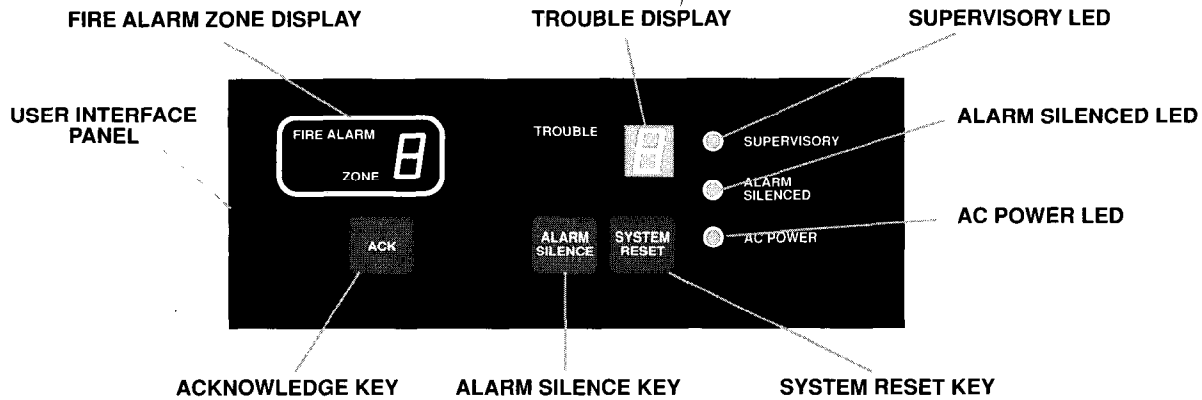 FIRE ALARM ZONE DISPLAY
TROUBLE DISPLAY
SUPERVISORY LED
USER INTERFACE
PANEL
FIRE ALARM
ZONE
8
TROUBLE
8
SUPERVISORY
ALARM
SILENCED
AC POWER
ALARM SILENCED LED
AC POWER LED
ACK
ALARM
SILENCE
SYSTEM
RESET
ACKNOWLEDGE KEY
ALARM SILENCE KEY
SYSTEM RESET KEY